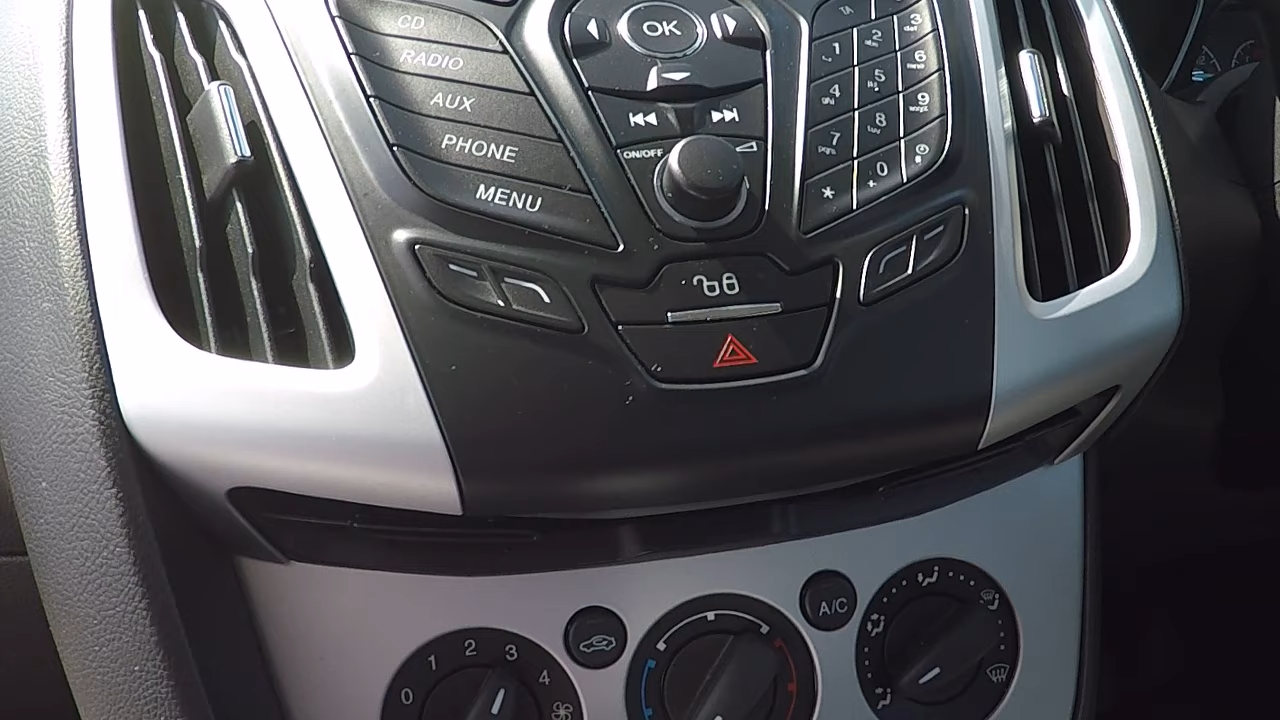 CD
RADIO
AUX
PHONE
MENU
OK
ON/OFF
1 2 3
4 5 6
7 8 9
* 0
A/C
0 1 2 3 4